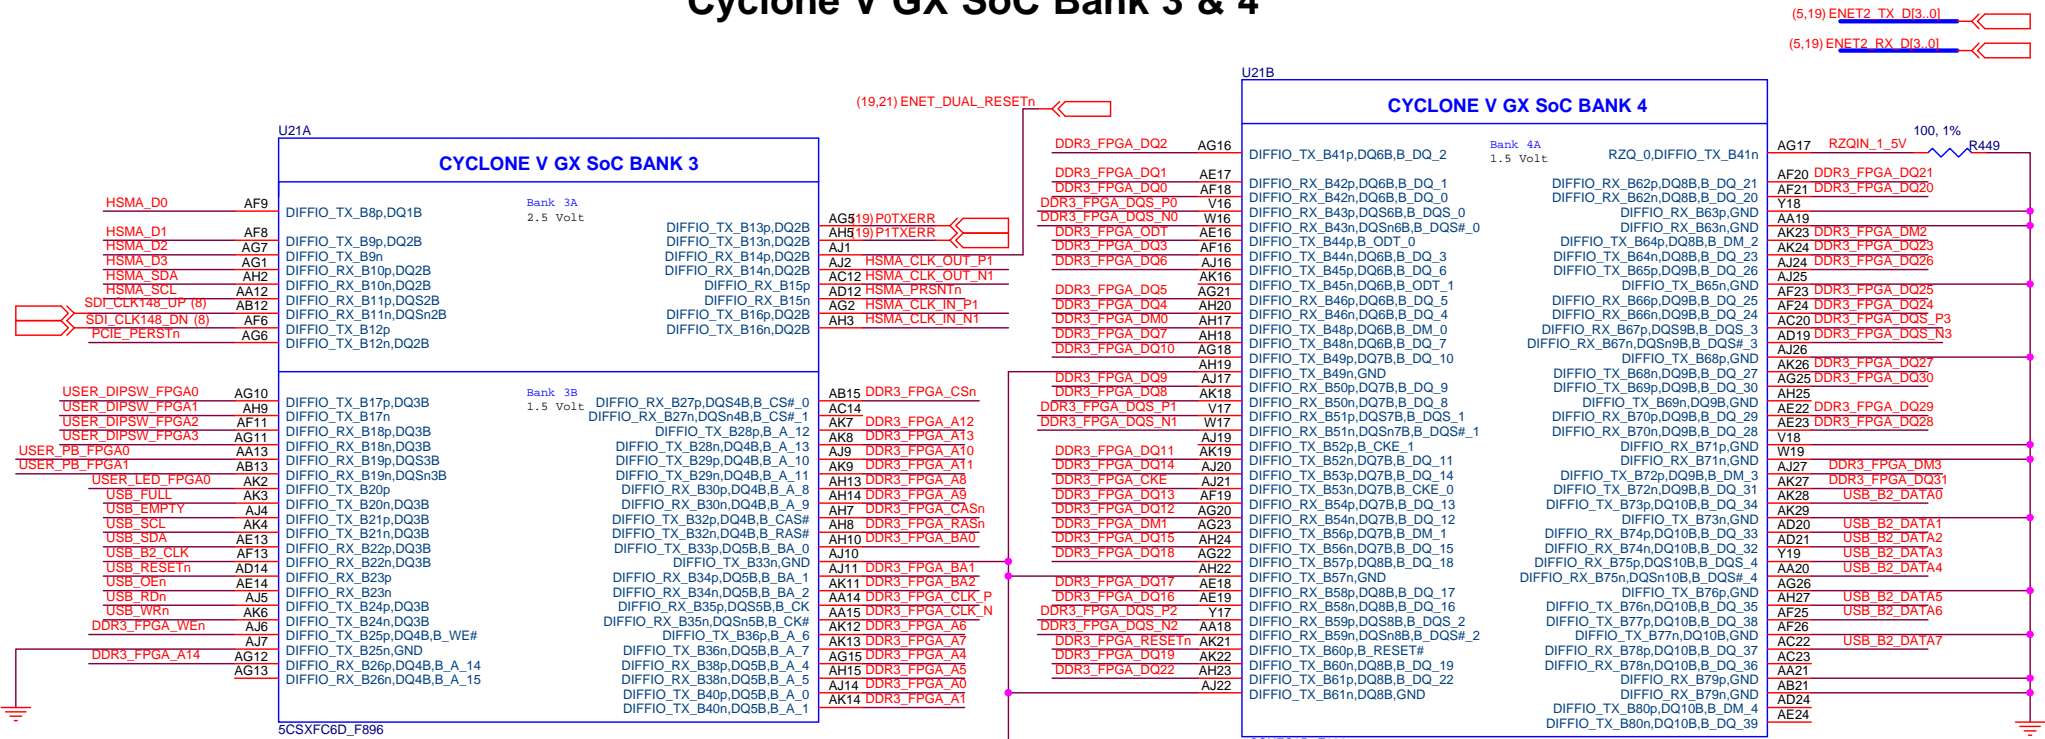 Cyclone V GX SoC Bank 3 & 4
(5,19) ENET2_TX_D[3..0]
(5,19) ENET2_RX_D[3..0]
(19,21) ENET_DUAL_RESETn
U21A
CYCLONE V GX SoC BANK 3
Bank 3A
2.5 Volt
HSMA_D0 AF9 DIFFIO_TX_B8p,DQ1B
HSMA_D1 AF8 DIFFIO_TX_B9p,DQ2B
HSMA_D2 AG7 DIFFIO_TX_B9n
HSMA_D3 AG1 DIFFIO_RX_B10p,DQ2B
HSMA_SDA AH2 DIFFIO_RX_B10n,DQ2B
HSMA_SCL AA12 DIFFIO_RX_B11p,DQS2B
SDI_CLK148_UP (8) AB12 DIFFIO_RX_B11n,DQSn2B
SDI_CLK148_DN (8) AF6 DIFFIO_TX_B12p
PCIE_PERSTn AG6 DIFFIO_TX_B12n,DQ2B
DIFFIO_TX_B13p,DQ2B AG5 (19) P0TXERR
DIFFIO_TX_B13n,DQ2B AH5 (19) P1TXERR
DIFFIO_RX_B14p,DQ2B AJ1
DIFFIO_RX_B14n,DQ2B AJ2 HSMA_CLK_OUT_P1
DIFFIO_RX_B15p AC12 HSMA_CLK_OUT_N1
DIFFIO_RX_B15n AD12 HSMA_PRSNTn
DIFFIO_TX_B16p,DQ2B AG2 HSMA_CLK_IN_P1
DIFFIO_TX_B16n,DQ2B AH3 HSMA_CLK_IN_N1
Bank 3B
1.5 Volt
USER_DIPSW_FPGA0 AG10 DIFFIO_TX_B17p,DQ3B
USER_DIPSW_FPGA1 AH9 DIFFIO_TX_B17n
USER_DIPSW_FPGA2 AF11 DIFFIO_RX_B18p,DQ3B
USER_DIPSW_FPGA3 AG11 DIFFIO_RX_B18n,DQ3B
USER_PB_FPGA0 AA13 DIFFIO_RX_B19p,DQS3B
USER_PB_FPGA1 AB13 DIFFIO_RX_B19n,DQSn3B
USER_LED_FPGA0 AK2 DIFFIO_TX_B20p
USB_FULL AK3 DIFFIO_TX_B20n,DQ3B
USB_EMPTY AJ4 DIFFIO_TX_B21p,DQ3B
USB_SCL AK4 DIFFIO_TX_B21n,DQ3B
USB_SDA AE13 DIFFIO_RX_B22p,DQ3B
USB_B2_CLK AF13 DIFFIO_RX_B22n,DQ3B
USB_RESETn AD14 DIFFIO_RX_B23p
USB_OEn AE14 DIFFIO_RX_B23n
USB_RDn AJ5 DIFFIO_TX_B24p,DQ3B
USB_WRn AK6 DIFFIO_TX_B24n,DQ3B
DDR3_FPGA_WEn AJ6 DIFFIO_TX_B25p,DQ4B,B_WE#
AJ7 DIFFIO_TX_B25n,GND
DDR3_FPGA_A14 AG12 DIFFIO_RX_B26p,DQ4B,B_A_14
AG13 DIFFIO_RX_B26n,DQ4B,B_A_15
DIFFIO_RX_B27p,DQS4B,B_CS#_0 AB15 DDR3_FPGA_CSn
DIFFIO_RX_B27n,DQSn4B,B_CS#_1 AC14
DIFFIO_TX_B28p,B_A_12 AK7 DDR3_FPGA_A12
DIFFIO_TX_B28n,DQ4B,B_A_13 AK8 DDR3_FPGA_A13
DIFFIO_TX_B29p,DQ4B,B_A_10 AJ9 DDR3_FPGA_A10
DIFFIO_TX_B29n,DQ4B,B_A_11 AK9 DDR3_FPGA_A11
DIFFIO_RX_B30p,DQ4B,B_A_8 AH13 DDR3_FPGA_A8
DIFFIO_RX_B30n,DQ4B,B_A_9 AH14 DDR3_FPGA_A9
DIFFIO_TX_B32p,DQ4B,B_CAS# AH7 DDR3_FPGA_CASn
DIFFIO_TX_B32n,DQ4B,B_RAS# AH8 DDR3_FPGA_RASn
DIFFIO_TX_B33p,DQ5B,B_BA_0 AH10 DDR3_FPGA_BA0
DIFFIO_TX_B33n,GND AJ10
DIFFIO_RX_B34p,DQ5B,B_BA_1 AJ11 DDR3_FPGA_BA1
DIFFIO_RX_B34n,DQ5B,B_BA_2 AK11 DDR3_FPGA_BA2
DIFFIO_RX_B35p,DQS5B,B_CK AA14 DDR3_FPGA_CLK_P
DIFFIO_RX_B35n,DQSn5B,B_CK# AA15 DDR3_FPGA_CLK_N
DIFFIO_TX_B36p,B_A_6 AK12 DDR3_FPGA_A6
DIFFIO_TX_B36n,DQ5B,B_A_7 AK13 DDR3_FPGA_A7
DIFFIO_RX_B38p,DQ5B,B_A_4 AG15 DDR3_FPGA_A4
DIFFIO_RX_B38n,DQ5B,B_A_5 AH15 DDR3_FPGA_A5
DIFFIO_TX_B40p,DQ5B,B_A_0 AJ14 DDR3_FPGA_A0
DIFFIO_TX_B40n,DQ5B,B_A_1 AK14 DDR3_FPGA_A1
5CSXFC6D_F896
U21B
CYCLONE V GX SoC BANK 4
Bank 4A
1.5 Volt
DDR3_FPGA_DQ2 AG16 DIFFIO_TX_B41p,DQ6B,B_DQ_2
DDR3_FPGA_DQ1 AE17 DIFFIO_RX_B42p,DQ6B,B_DQ_1
DDR3_FPGA_DQ0 AF18 DIFFIO_RX_B42n,DQ6B,B_DQ_0
DDR3_FPGA_DQS_P0 V16 DIFFIO_RX_B43p,DQS6B,B_DQS_0
DDR3_FPGA_DQS_N0 W16 DIFFIO_RX_B43n,DQSn6B,B_DQS#_0
DDR3_FPGA_ODT AE16 DIFFIO_TX_B44p,B_ODT_0
DDR3_FPGA_DQ3 AF16 DIFFIO_TX_B44n,DQ6B,B_DQ_3
DDR3_FPGA_DQ6 AJ16 DIFFIO_TX_B45p,DQ6B,B_DQ_6
AK16 DIFFIO_TX_B45n,DQ6B,B_ODT_1
DDR3_FPGA_DQ5 AG21 DIFFIO_RX_B46p,DQ6B,B_DQ_5
DDR3_FPGA_DQ4 AH20 DIFFIO_RX_B46n,DQ6B,B_DQ_4
DDR3_FPGA_DM0 AH17 DIFFIO_TX_B48p,DQ6B,B_DM_0
DDR3_FPGA_DQ7 AH18 DIFFIO_TX_B48n,DQ6B,B_DQ_7
DDR3_FPGA_DQ10 AG18 DIFFIO_TX_B49p,DQ7B,B_DQ_10
AH19 DIFFIO_TX_B49n,GND
DDR3_FPGA_DQ9 AJ17 DIFFIO_RX_B50p,DQ7B,B_DQ_9
DDR3_FPGA_DQ8 AK18 DIFFIO_RX_B50n,DQ7B,B_DQ_8
DDR3_FPGA_DQS_P1 V17 DIFFIO_RX_B51p,DQS7B,B_DQS_1
DDR3_FPGA_DQS_N1 W17 DIFFIO_RX_B51n,DQSn7B,B_DQS#_1
AJ19 DIFFIO_TX_B52p,B_CKE_1
DDR3_FPGA_DQ11 AK19 DIFFIO_TX_B52n,DQ7B,B_DQ_11
DDR3_FPGA_DQ14 AJ20 DIFFIO_TX_B53p,DQ7B,B_DQ_14
DDR3_FPGA_CKE AJ21 DIFFIO_TX_B53n,DQ7B,B_CKE_0
DDR3_FPGA_DQ13 AF19 DIFFIO_RX_B54p,DQ7B,B_DQ_13
DDR3_FPGA_DQ12 AG20 DIFFIO_RX_B54n,DQ7B,B_DQ_12
DDR3_FPGA_DM1 AG23 DIFFIO_TX_B56p,DQ7B,B_DM_1
DDR3_FPGA_DQ15 AH24 DIFFIO_TX_B56n,DQ7B,B_DQ_15
DDR3_FPGA_DQ18 AG22 DIFFIO_TX_B57p,DQ8B,B_DQ_18
AH22 DIFFIO_TX_B57n,GND
DDR3_FPGA_DQ17 AE18 DIFFIO_RX_B58p,DQ8B,B_DQ_17
DDR3_FPGA_DQ16 AE19 DIFFIO_RX_B58n,DQ8B,B_DQ_16
DDR3_FPGA_DQS_P2 Y17 DIFFIO_RX_B59p,DQS8B,B_DQS_2
DDR3_FPGA_DQS_N2 AA18 DIFFIO_RX_B59n,DQSn8B,B_DQS#_2
DDR3_FPGA_RESETn AK21 DIFFIO_TX_B60p,B_RESET#
DDR3_FPGA_DQ19 AK22 DIFFIO_TX_B60n,DQ8B,B_DQ_19
DDR3_FPGA_DQ22 AH23 DIFFIO_TX_B61p,DQ8B,B_DQ_22
AJ22 DIFFIO_TX_B61n,DQ8B,GND
RZQ_0,DIFFIO_TX_B41n AG17 RZQIN_1_5V 100, 1% R449
DIFFIO_RX_B62p,DQ8B,B_DQ_21 AF20 DDR3_FPGA_DQ21
DIFFIO_RX_B62n,DQ8B,B_DQ_20 AF21 DDR3_FPGA_DQ20
DIFFIO_RX_B63p,GND Y18
DIFFIO_RX_B63n,GND AA19
DIFFIO_TX_B64p,DQ8B,B_DM_2 AK23 DDR3_FPGA_DM2
DIFFIO_TX_B64n,DQ8B,B_DQ_23 AK24 DDR3_FPGA_DQ23
DIFFIO_TX_B65p,DQ9B,B_DQ_26 AJ24 DDR3_FPGA_DQ26
DIFFIO_TX_B65n,GND AJ25
DIFFIO_RX_B66p,DQ9B,B_DQ_25 AF23 DDR3_FPGA_DQ25
DIFFIO_RX_B66n,DQ9B,B_DQ_24 AF24 DDR3_FPGA_DQ24
DIFFIO_RX_B67p,DQS9B,B_DQS_3 AC20 DDR3_FPGA_DQS_P3
DIFFIO_RX_B67n,DQSn9B,B_DQS#_3 AD19 DDR3_FPGA_DQS_N3
DIFFIO_TX_B68p,GND AJ26
DIFFIO_TX_B68n,DQ9B,B_DQ_27 AK26 DDR3_FPGA_DQ27
DIFFIO_TX_B69p,DQ9B,B_DQ_30 AG25 DDR3_FPGA_DQ30
DIFFIO_TX_B69n,DQ9B,GND AH25
DIFFIO_RX_B70p,DQ9B,B_DQ_29 AE22 DDR3_FPGA_DQ29
DIFFIO_RX_B70n,DQ9B,B_DQ_28 AE23 DDR3_FPGA_DQ28
DIFFIO_RX_B71p,GND V18
DIFFIO_RX_B71n,GND W19
DIFFIO_TX_B72p,DQ9B,B_DM_3 AJ27 DDR3_FPGA_DM3
DIFFIO_TX_B72n,DQ9B,B_DQ_31 AK27 DDR3_FPGA_DQ31
DIFFIO_TX_B73p,DQ10B,B_DQ_34 AK28 USB_B2_DATA0
DIFFIO_TX_B73n,GND AK29
DIFFIO_RX_B74p,DQ10B,B_DQ_33 AD20 USB_B2_DATA1
DIFFIO_RX_B74n,DQ10B,B_DQ_32 AD21 USB_B2_DATA2
DIFFIO_RX_B75p,DQS10B,B_DQS_4 Y19 USB_B2_DATA3
DIFFIO_RX_B75n,DQSn10B,B_DQS#_4 AA20 USB_B2_DATA4
DIFFIO_TX_B76p,GND AG26
DIFFIO_TX_B76n,DQ10B,B_DQ_35 AH27 USB_B2_DATA5
DIFFIO_TX_B77p,DQ10B,B_DQ_38 AF25 USB_B2_DATA6
DIFFIO_TX_B77n,DQ10B,GND AF26
DIFFIO_RX_B78p,DQ10B,B_DQ_37 AC22 USB_B2_DATA7
DIFFIO_RX_B78n,DQ10B,B_DQ_36 AC23
DIFFIO_RX_B79p,GND AA21
DIFFIO_RX_B79n,GND AB21
DIFFIO_TX_B80p,DQ10B,B_DM_4 AD24
DIFFIO_TX_B80n,DQ10B,B_DQ_39 AE24